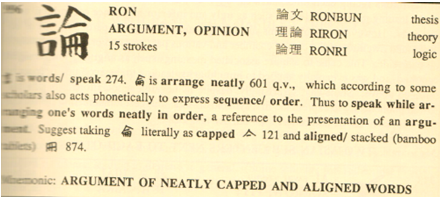 論
RON
ARGUMENT, OPINION
15 strokes
論文 RONBUN thesis
理論 RIRON theory
論理 RONRI logic
is words/ speak 274. 侖 is arrange neatly 601 q.v., which according to some
scholars also acts phonetically to express sequence/ order. Thus to speak while ar-
ranging one's words neatly in order, a reference to the presentation of an argu-
ment. Suggest taking 侖 literally as capped 亼 121 and aligned/ stacked (bamboo
tablets) 冊 874.
Mnemonic: ARGUMENT OF NEATLY CAPPED AND ALIGNED WORDS